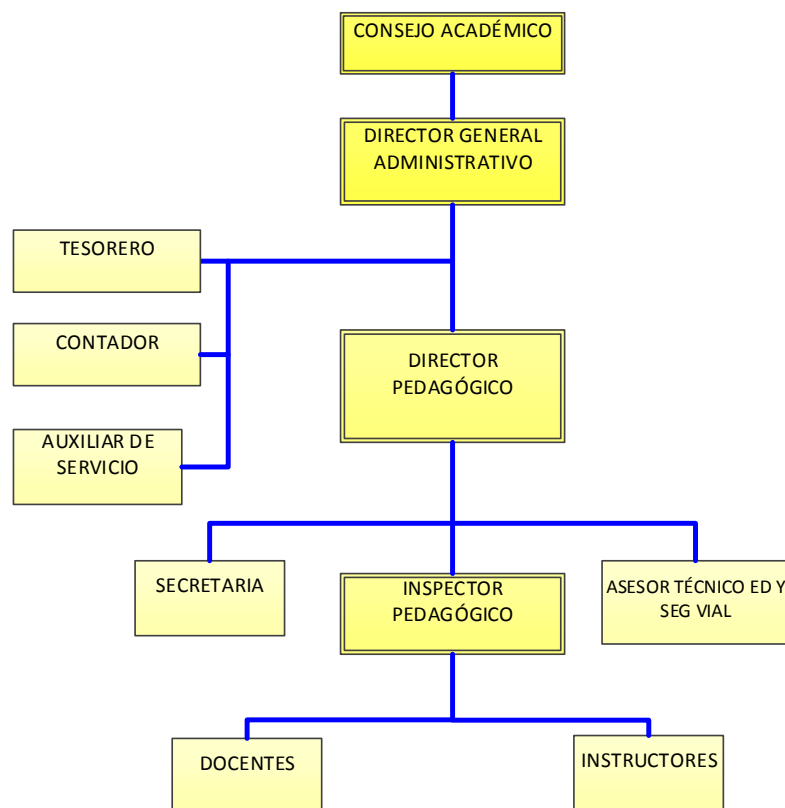 CONSEJO ACADÉMICO
DIRECTOR GENERAL
ADMINISTRATIVO
TESORERO
CONTADOR
AUXILIAR DE
SERVICIO
DIRECTOR
PEDAGÓGICO
SECRETARIA
INSPECTOR
PEDAGÓGICO
ASESOR TÉCNICO ED Y
SEG VIAL
DOCENTES
INSTRUCTORES